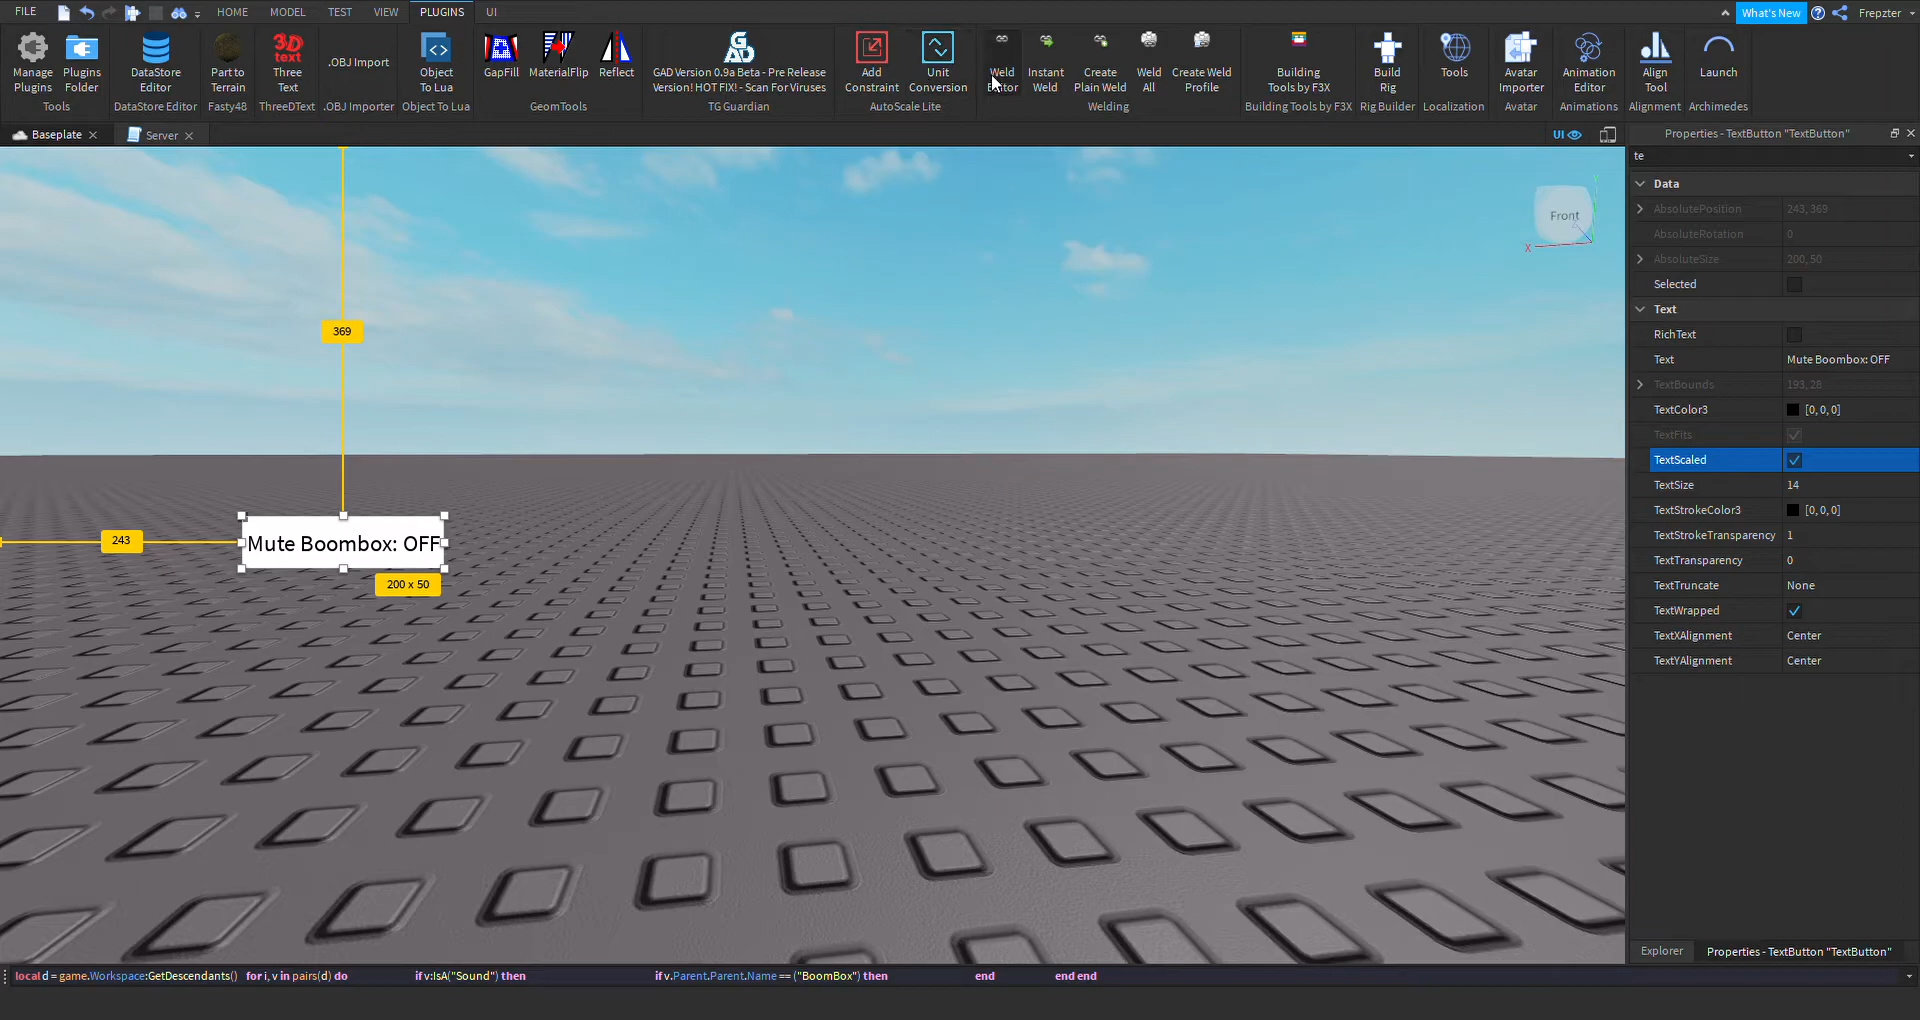 FILE HOME MODEL TEST VIEW PLUGINS UI What's New Frepzter
Manage Plugins
Plugins Folder
Tools
DataStore Editor
DataStore Editor
Part to Terrain
Fasty48
3D text
Three Text
ThreeDText
.OBJ Import
.OBJ Importer
Object To Lua
Object To Lua
GapFill
MaterialFlip
Reflect
GeomTools
GAD
GAD Version 0.9a Beta - Pre Release
Version! HOT FIX! - Scan For Viruses
TG Guardian
Add Constraint
Unit Conversion
AutoScale Lite
Weld Editor
Instant Weld
Create Plain Weld
Weld All
Create Weld Profile
Welding
Building Tools by F3X
Building Tools by F3X
Build Rig
Rig Builder
Tools
Localization
Avatar Importer
Avatar
Animation Editor
Animations
Align Tool
Alignment
Launch
Archimedes
Baseplate
Server
UI
Properties - TextButton "TextButton"
te
Data
AbsolutePosition 243, 369
AbsoluteRotation 0
AbsoluteSize 200, 50
Selected
Text
RichText
Text Mute Boombox: OFF
TextBounds 193, 28
TextColor3 [0, 0, 0]
TextFits
TextScaled
TextSize 14
TextStrokeColor3 [0, 0, 0]
TextStrokeTransparency 1
TextTransparency 0
TextTruncate None
TextWrapped
TextXAlignment Center
TextYAlignment Center
Front
X
369
243
Mute Boombox: OFF
200 x 50
Explorer
Properties - TextButton "TextButton"
local d = game.Workspace:GetDescendants() for i, v in pairs(d) do if v:IsA("Sound") then if v.Parent.Parent.Name == ("BoomBox") then end end end